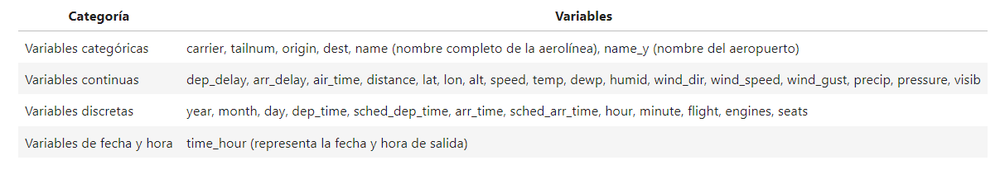 Categoría Variables
Variables categóricas carrier, tailnum, origin, dest, name (nombre completo de la aerolínea), name_y (nombre del aeropuerto)
Variables continuas dep_delay, arr_delay, air_time, distance, lat, lon, alt, speed, temp, dewp, humid, wind_dir, wind_speed, wind_gust, precip, pressure, visib
Variables discretas year, month, day, dep_time, sched_dep_time, arr_time, sched_arr_time, hour, minute, flight, engines, seats
Variables de fecha y hora time_hour (representa la fecha y hora de salida)